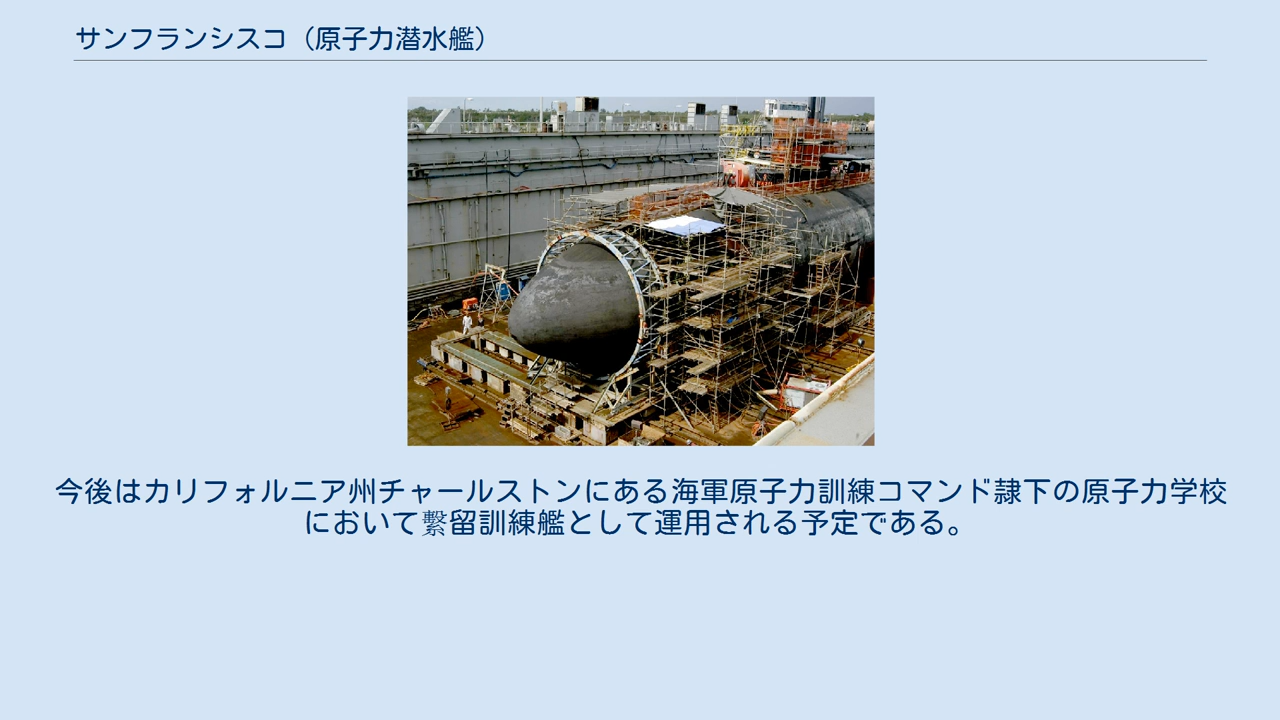 サンフランシスコ（原子力潜水艦）
今後はカリフォルニア州チャールストンにある海軍原子力訓練コマンド隷下の原子力学校
において繋留訓練艦として運用される予定である。